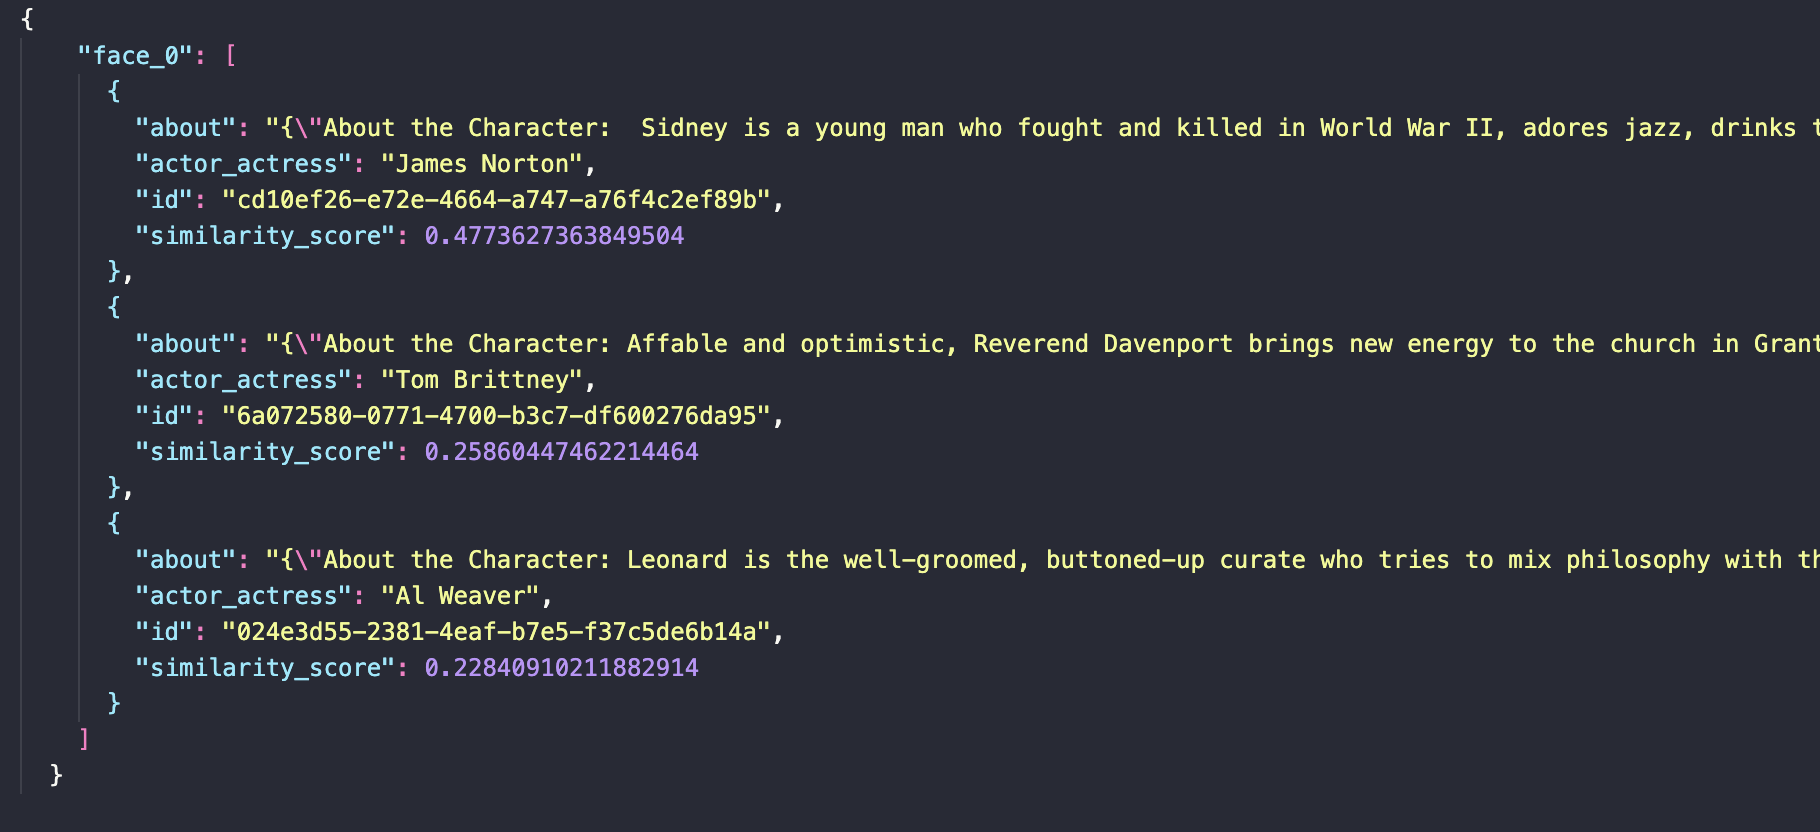 {
"face_0": [
{
"about": "{\"About the Character:  Sidney is a young man who fought and killed in World War II, adores jazz, drinks
"actor_actress": "James Norton",
"id": "cd10ef26-e72e-4664-a747-a76f4c2ef89b",
"similarity_score": 0.4773627363849504
},
{
"about": "{\"About the Character: Affable and optimistic, Reverend Davenport brings new energy to the church in Grant
"actor_actress": "Tom Brittney",
"id": "6a072580-0771-4700-b3c7-df600276da95",
"similarity_score": 0.25860447462214464
},
{
"about": "{\"About the Character: Leonard is the well-groomed, buttoned-up curate who tries to mix philosophy with th
"actor_actress": "Al Weaver",
"id": "024e3d55-2381-4eaf-b7e5-f37c5de6b14a",
"similarity_score": 0.22840910211882914
}
]
}